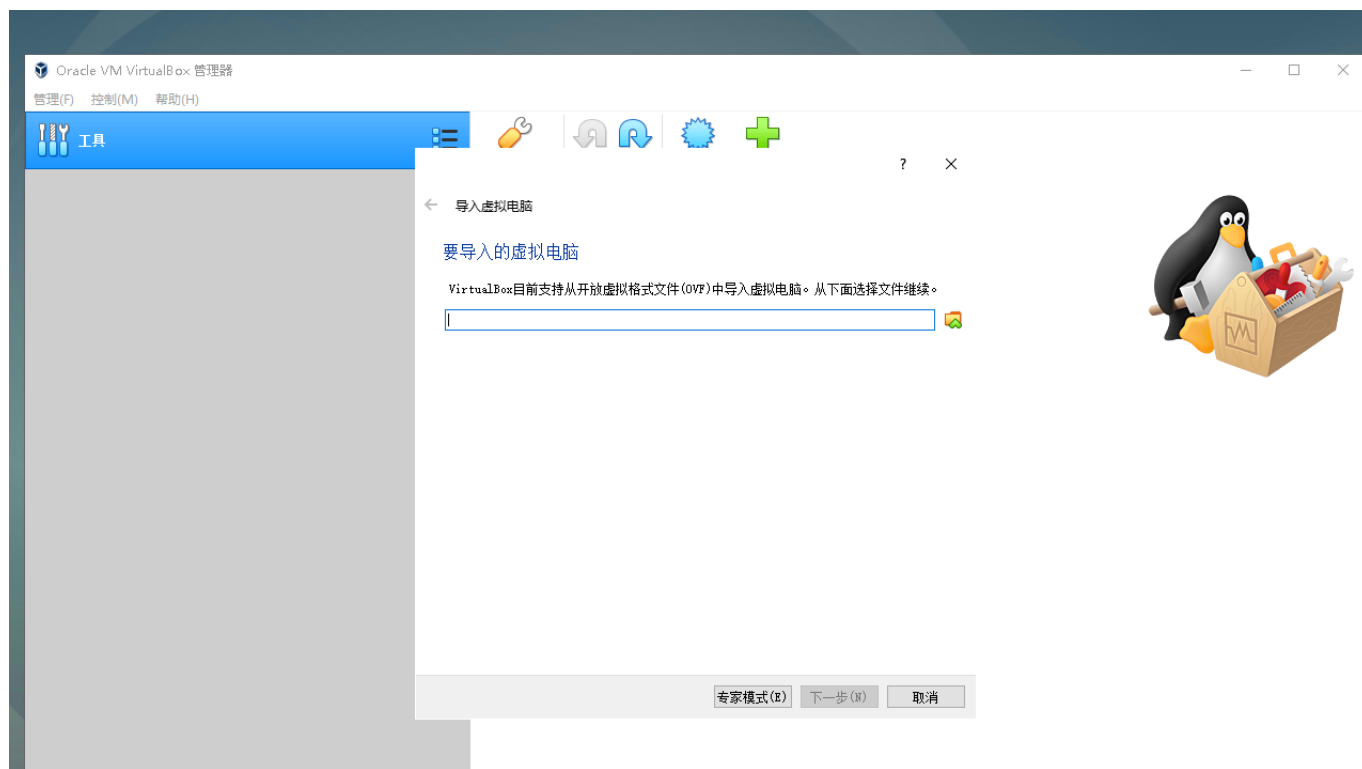 Oracle VM VirtualBox 管理器
管理(F) 控制(M) 帮助(H)
工具
?
导入虚拟电脑
要导入的虚拟电脑
VirtualBox目前支持从开放虚拟格式文件(OVF)中导入虚拟电脑。从下面选择文件继续。
专家模式(E) 下一步(N) 取消